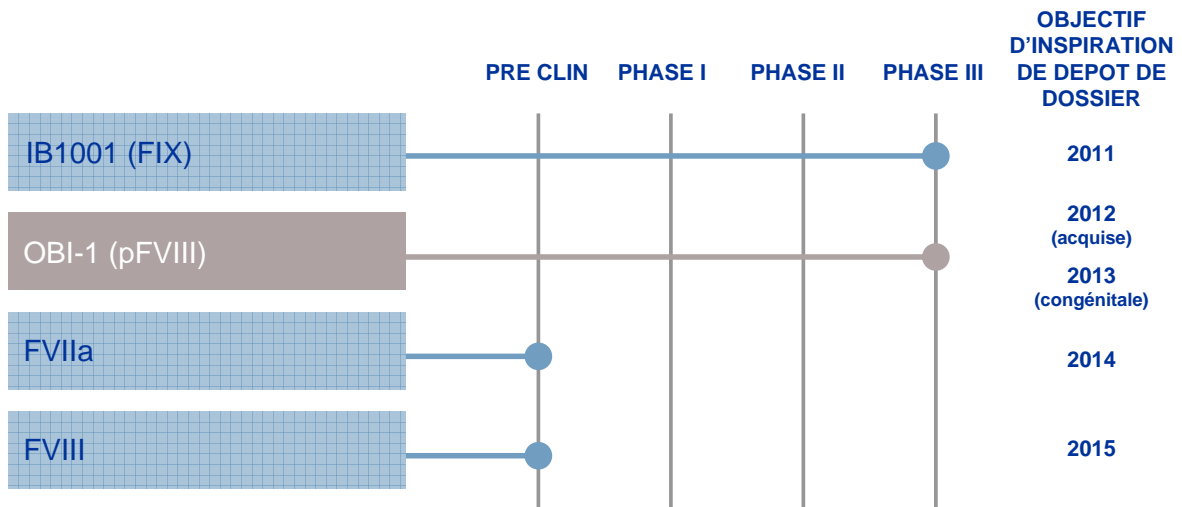 OBJECTIF
D'INSPIRATION
DE DEPOT DE
DOSSIER
PRE CLIN PHASE I PHASE II PHASE III
IB1001 (FIX) 2011
OBI-1 (pFVIII) 2012
(acquise)
2013
(congénitale)
FVIIa 2014
FVIII 2015